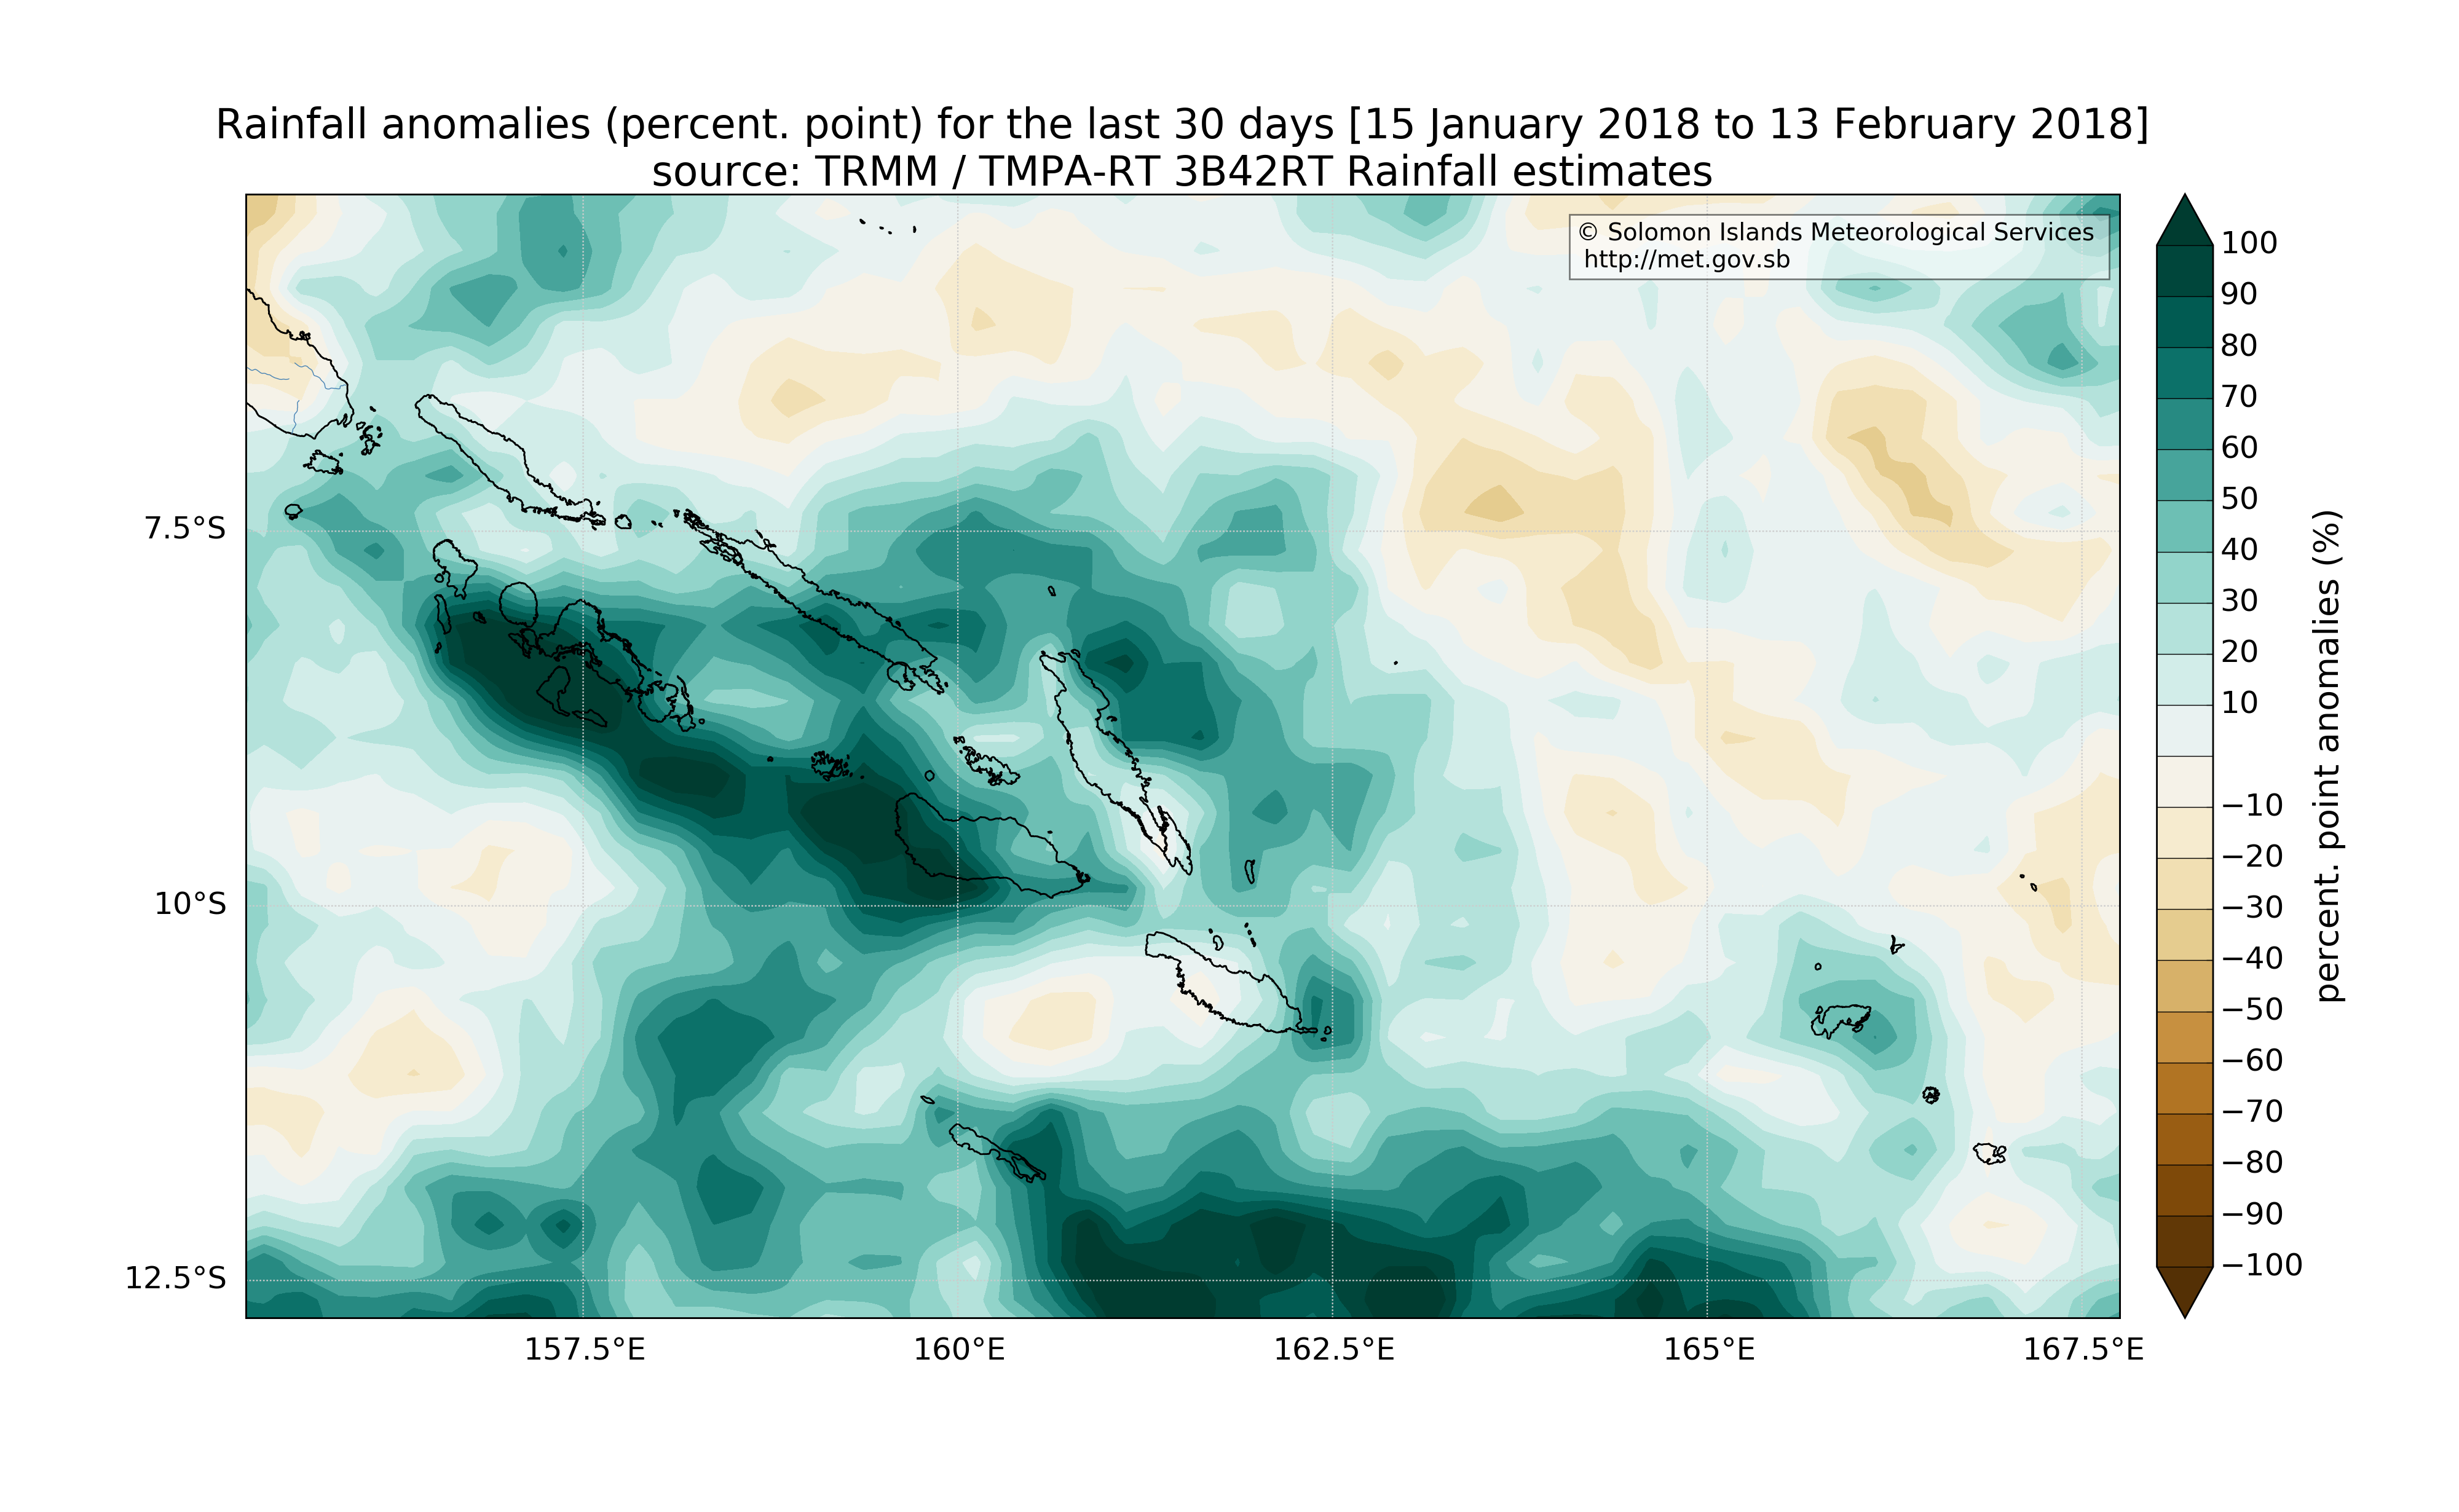 Rainfall anomalies (percent. point) for the last 30 days [15 January 2018 to 13 February 2018]
source: TRMM / TMPA-RT 3B42RT Rainfall estimates
© Solomon Islands Meteorological Services
http://met.gov.sb
7.5°S
10°S
12.5°S
157.5°E
160°E
162.5°E
165°E
167.5°E
100
90
80
70
60
50
40
30
20
10
−10
−20
−30
−40
−50
−60
−70
−80
−90
−100
percent. point anomalies (%)